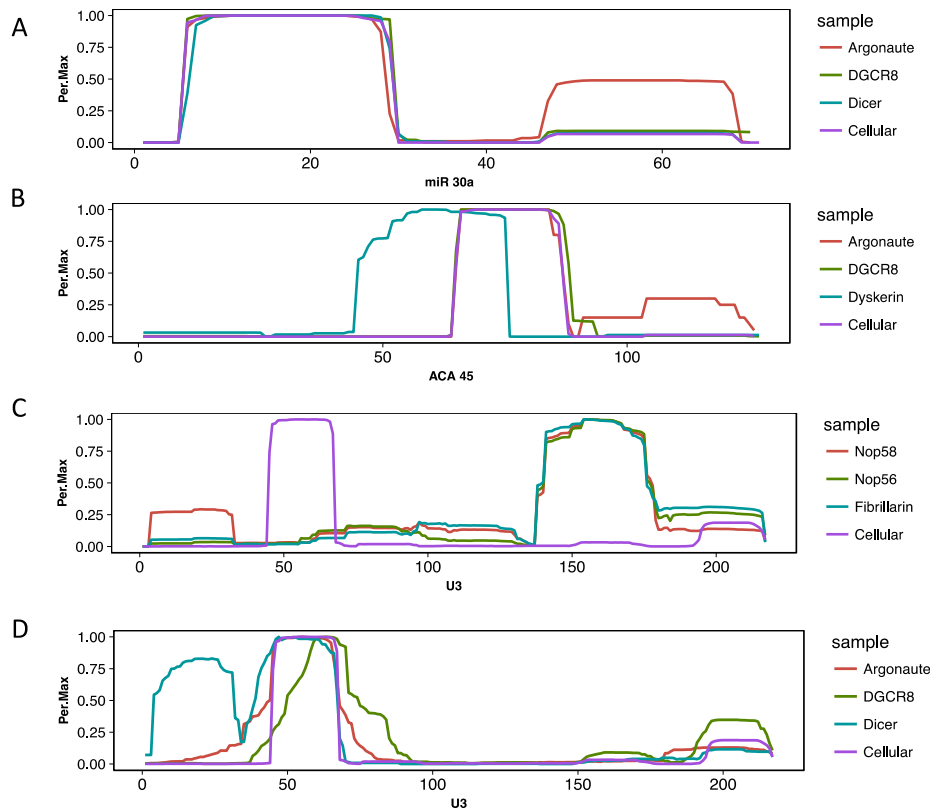 A
Per.Max
1.00
0.75
0.50
0.25
0.00
0
20
40
60
miR 30a
sample
Argonaute
DGCR8
Dicer
Cellular
B
Per.Max
1.00
0.75
0.50
0.25
0.00
0
50
100
ACA 45
sample
Argonaute
DGCR8
Dyskerin
Cellular
C
Per.Max
1.00
0.75
0.50
0.25
0.00
0
50
100
150
200
U3
sample
Nop58
Nop56
Fibrillarin
Cellular
D
Per.Max
1.00
0.75
0.50
0.25
0.00
0
50
100
150
200
U3
sample
Argonaute
DGCR8
Dicer
Cellular